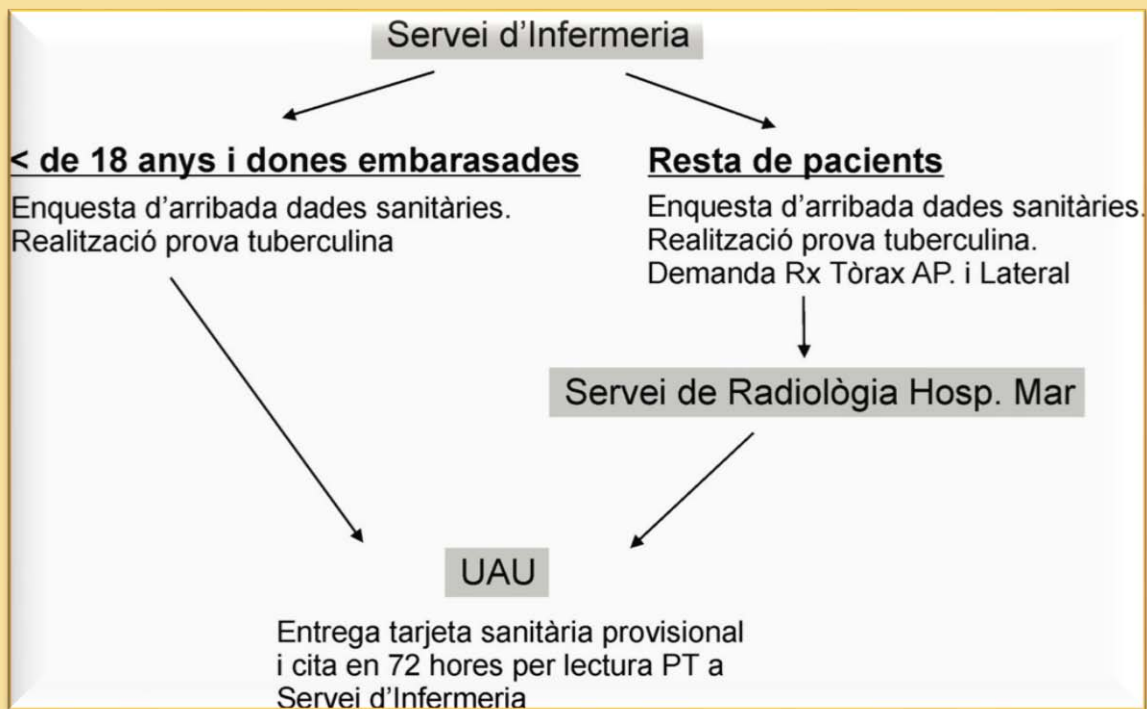 Servei d'Infermeria
< de 18 anys i dones embarasades
Enquesta d'arribada dades sanitàries.
Realització prova tuberculina
Resta de pacients
Enquesta d'arribada dades sanitàries.
Realització prova tuberculina.
Demanda Rx Tòrax AP. i Lateral
Servei de Radiològia Hosp. Mar
UAU
Entrega tarjeta sanitària provisional
i cita en 72 hores per lectura PT a
Servei d'Infermeria